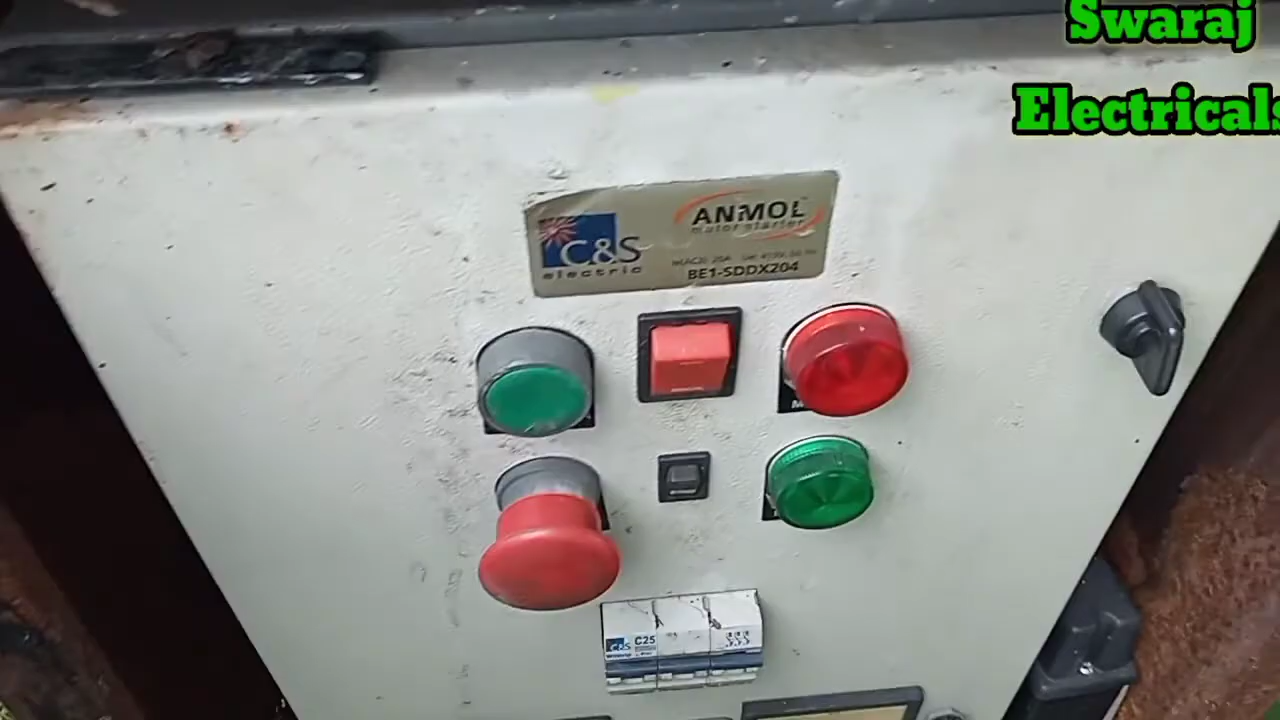 Swaraj
Electricals
C&S
electric
ANMOL
motor starter
BE1-SDDX204
C&S
C25